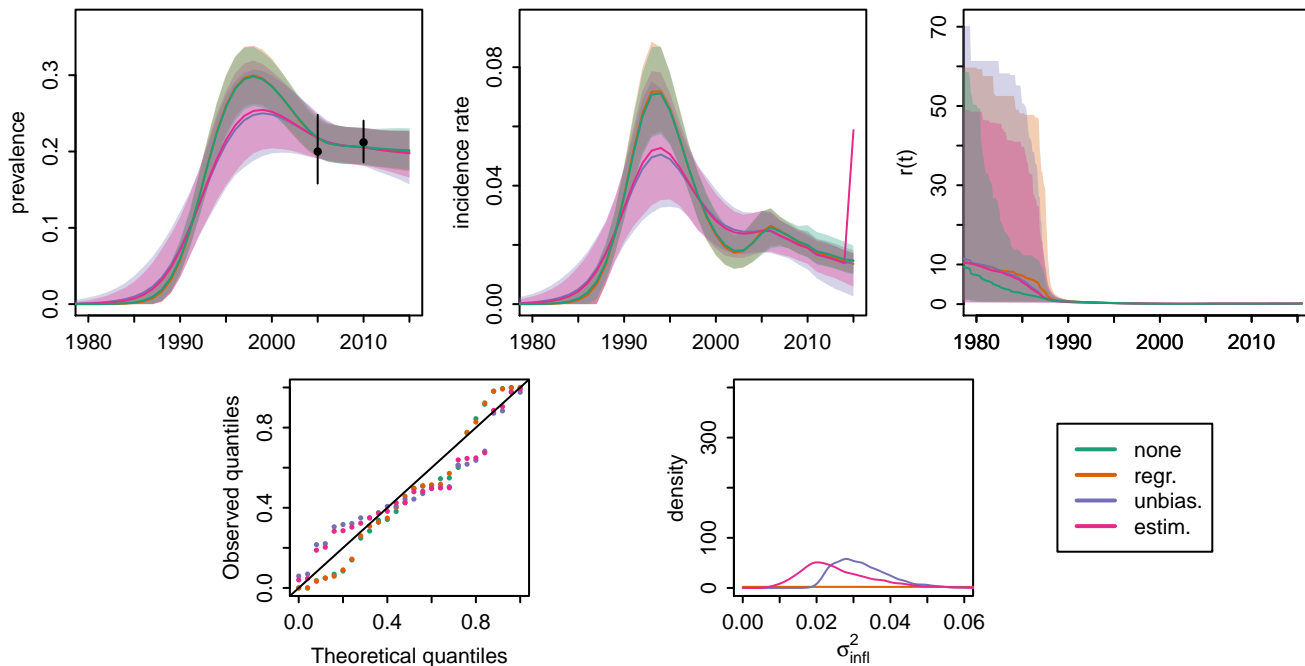 prevalence
0.0 0.1 0.2 0.3
1980 1990 2000 2010
incidence rate
0.00 0.04 0.08
1980 1990 2000 2010
r(t)
0 10 30 50 70
1980 1990 2000 2010
Observed quantiles
0.0 0.4 0.8
0.0 0.4 0.8
Theoretical quantiles
density
0 100 300
0.00 0.02 0.04 0.06
σ²infl
none
regr.
unbias.
estim.